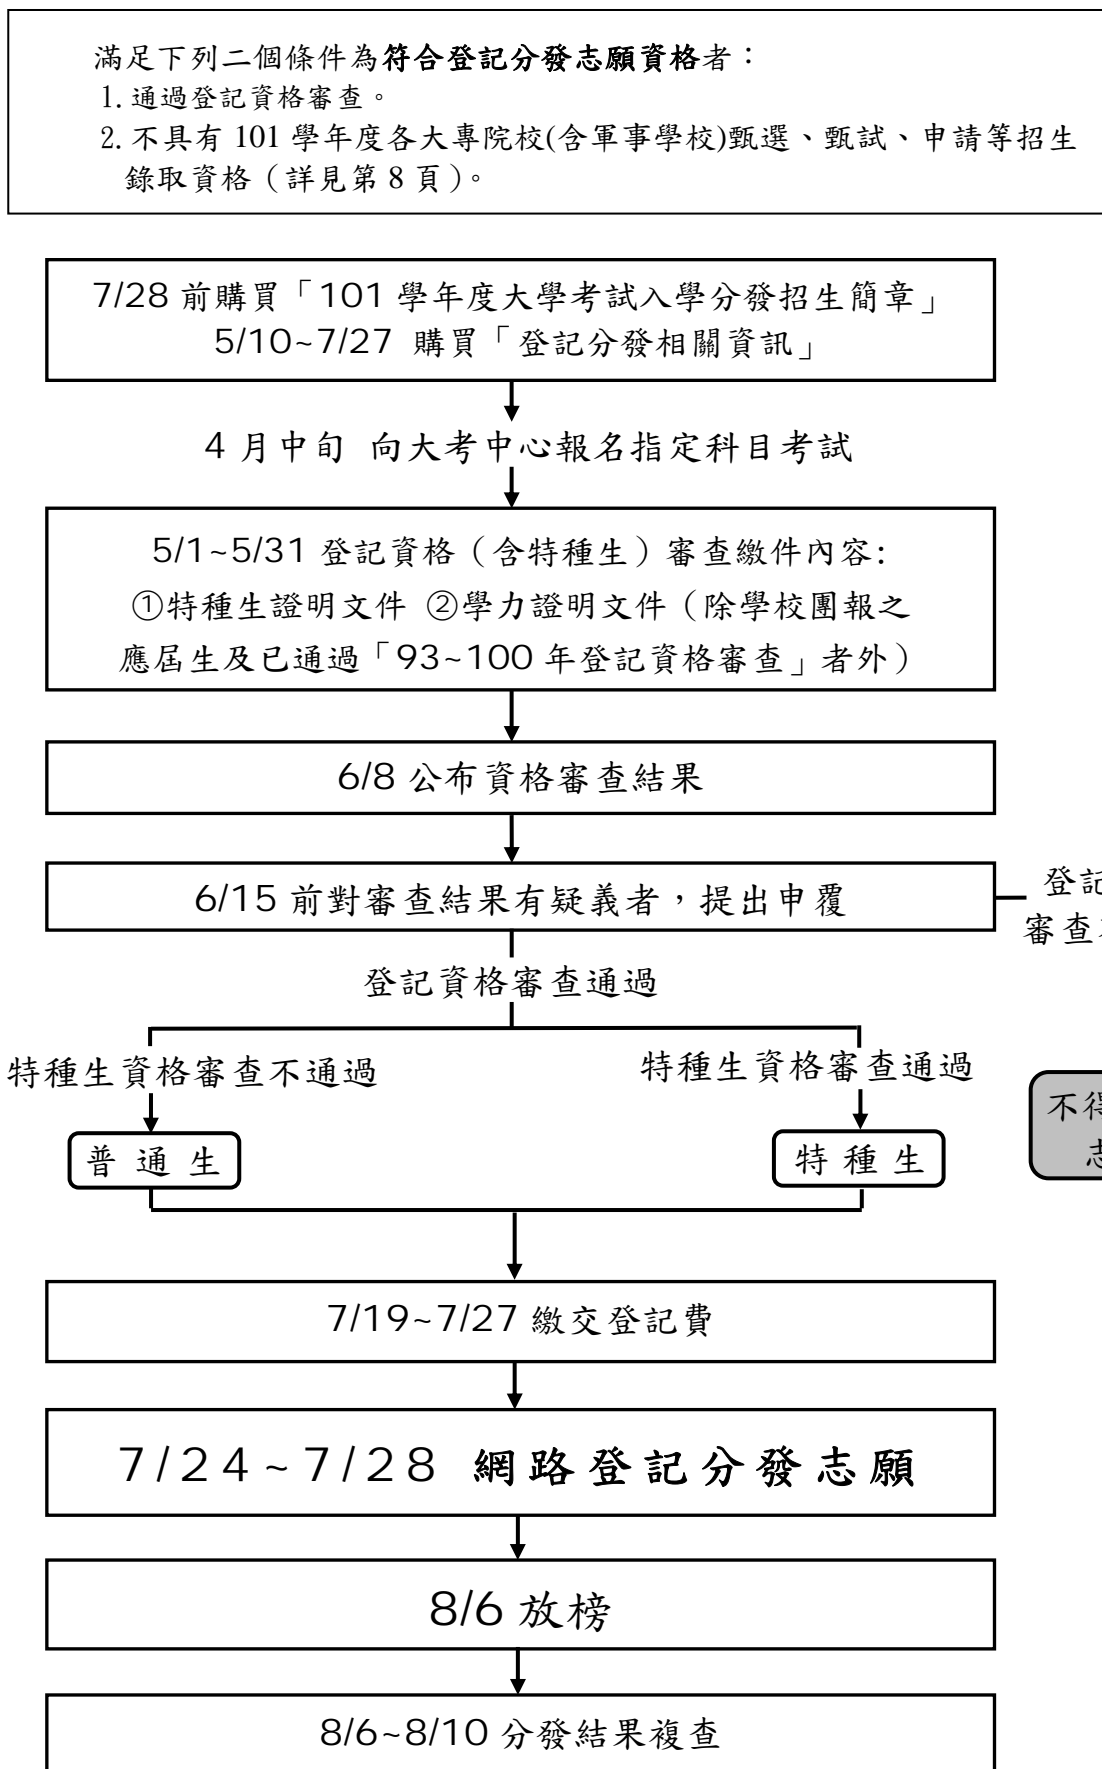 滿足下列二個條件為符合登記分發志願資格者：
1. 通過登記資格審查。
2. 不具有 101 學年度各大專院校(含軍事學校)甄選、甄試、申請等招生
錄取資格（詳見第 8 頁）。
7/28 前購買「101 學年度大學考試入學分發招生簡章」
5/10~7/27 購買「登記分發相關資訊」
4 月中旬 向大考中心報名指定科目考試
5/1~5/31 登記資格（含特種生）審查繳件內容:
①特種生證明文件 ②學力證明文件（除學校團報之
應屆生及已通過「93~100 年登記資格審查」者外）
6/8 公布資格審查結果
6/15 前對審查結果有疑義者，提出申覆
登記
審查
登記資格審查通過
特種生資格審查不通過
特種生資格審查通過
不得
志
普通生
特種生
7/19~7/27 繳交登記費
7/24~7/28 網路登記分發志願
8/6 放榜
8/6~8/10 分發結果複查